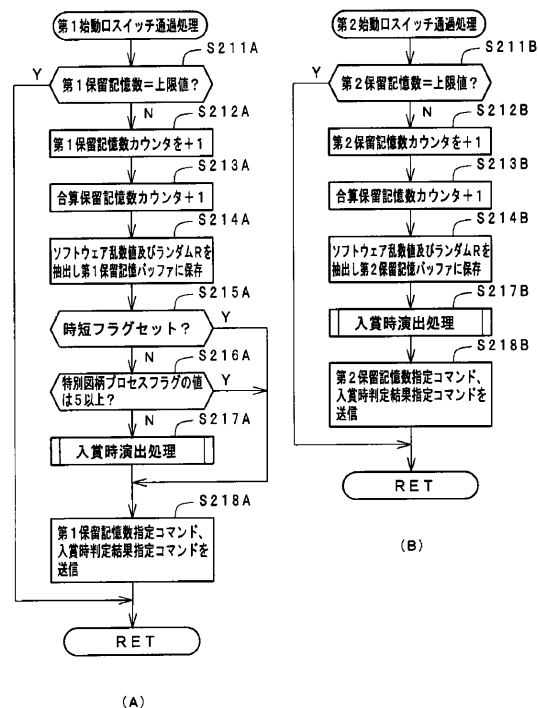 第1始動口スイッチ通過処理
S211A
Y
第1保留記憶数=上限値?
N
S212A
第1保留記憶数カウンタを+1
S213A
合算保留記憶数カウンタ+1
S214A
ソフトウェア乱数値及びランダムRを
抽出し第1保留記憶バッファに保存
S215A
時短フラグセット?
Y
N
S216A
特別図柄プロセスフラグの値
は5以上?
Y
N
S217A
入賞時演出処理
S218A
第1保留記憶数指定コマンド、
入賞時判定結果指定コマンドを
送信
RET
(A)
第2始動口スイッチ通過処理
S211B
Y
第2保留記憶数=上限値?
N
S212B
第2保留記憶数カウンタを+1
S213B
合算保留記憶数カウンタ+1
S214B
ソフトウェア乱数値及びランダムRを
抽出し第2保留記憶バッファに保存
S217B
入賞時演出処理
S218B
第2保留記憶数指定コマンド、
入賞時判定結果指定コマンドを
送信
RET
(B)